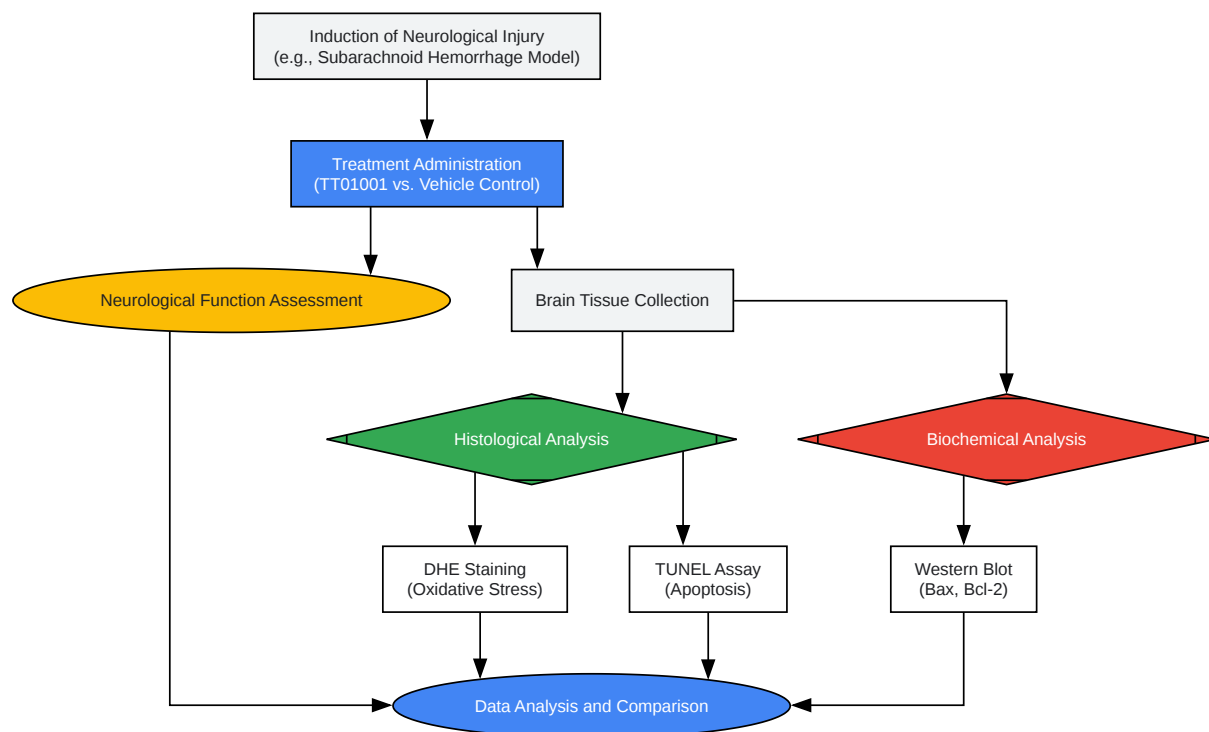 Induction of Neurological Injury
(e.g., Subarachnoid Hemorrhage Model)
Treatment Administration
(TT01001 vs. Vehicle Control)
Neurological Function Assessment
Brain Tissue Collection
Histological Analysis
Biochemical Analysis
DHE Staining
(Oxidative Stress)
TUNEL Assay
(Apoptosis)
Western Blot
(Bax, Bcl-2)
Data Analysis and Comparison